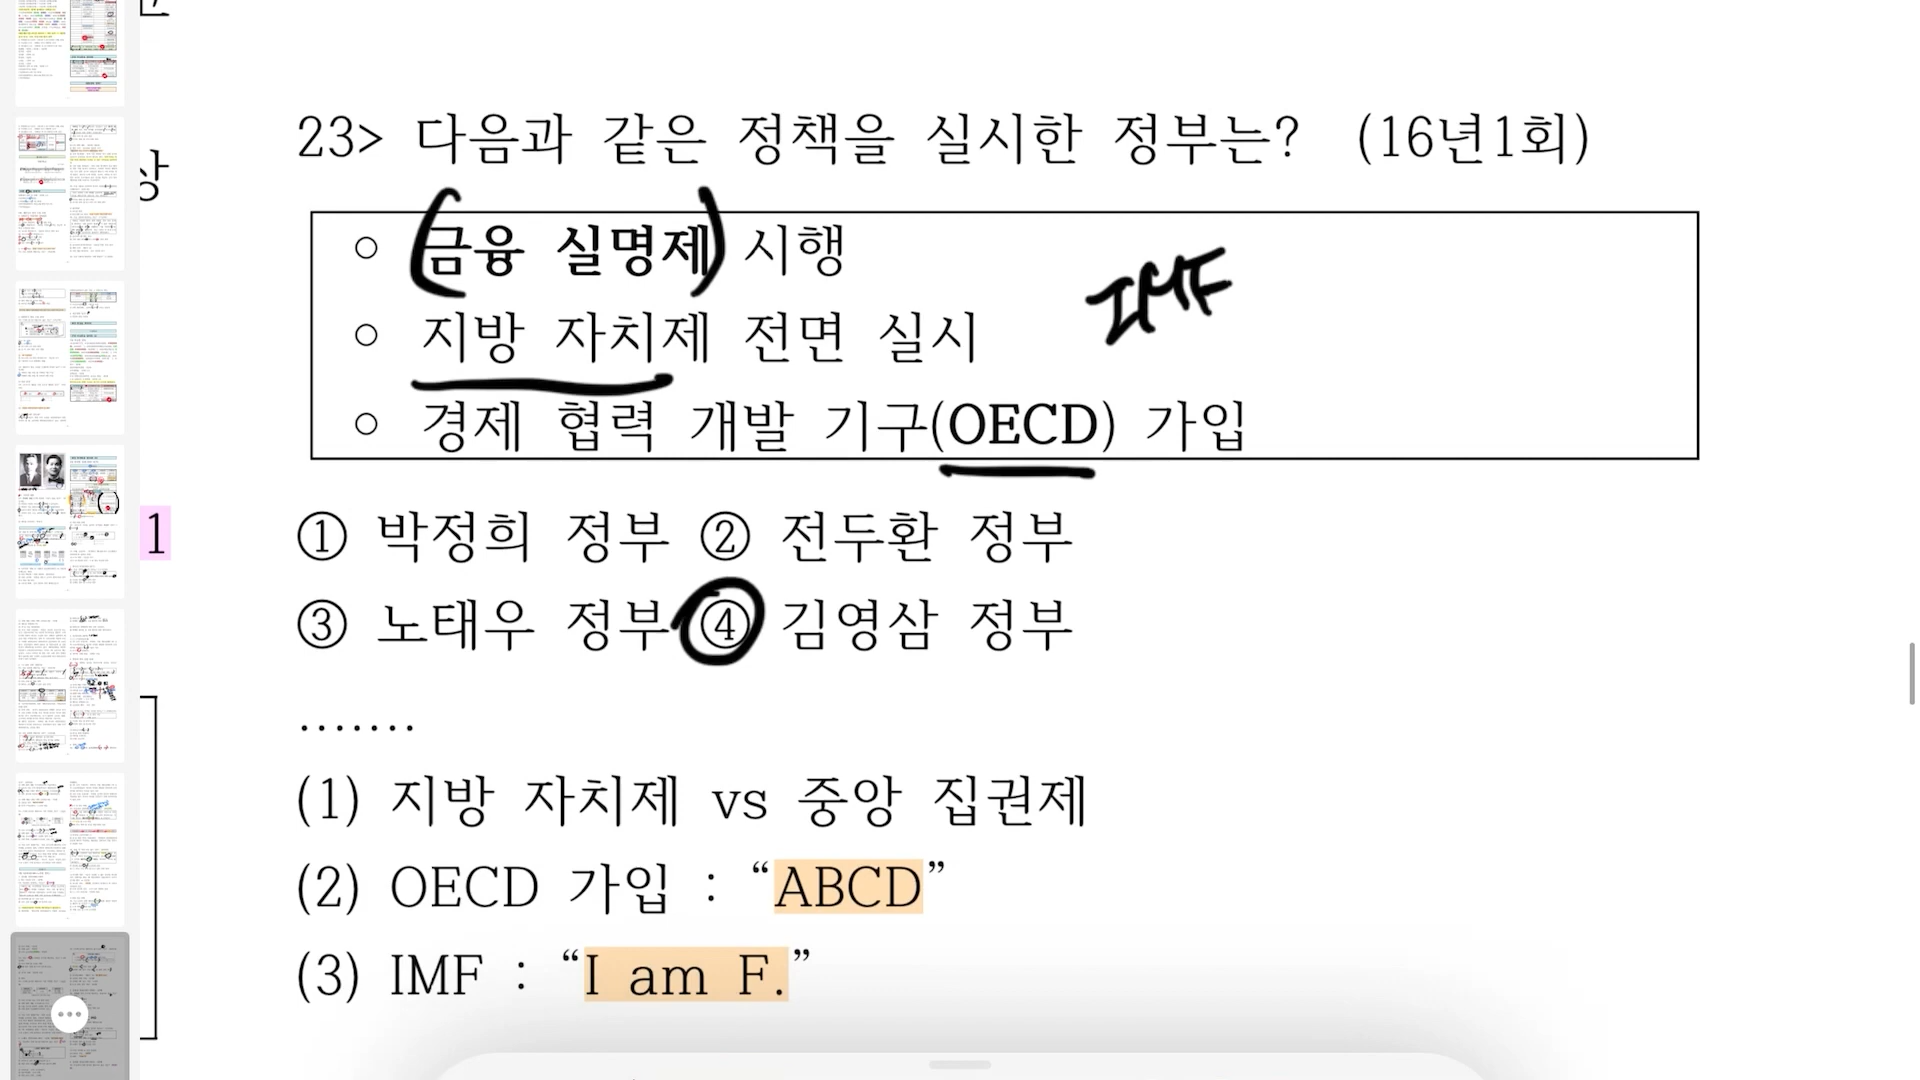 23> 다음과 같은 정책을 실시한 정부는? (16년1회)
○ (금융 실명제) 시행
IMF
○ 지방 자치제 전면 실시
○ 경제 협력 개발 기구(OECD) 가입
상
1
① 박정희 정부 ② 전두환 정부
③ 노태우 정부 ④ 김영삼 정부
.......
(1) 지방 자치제 vs 중앙 집권제
(2) OECD 가입 : “ABCD”
(3) IMF : “I am F.”